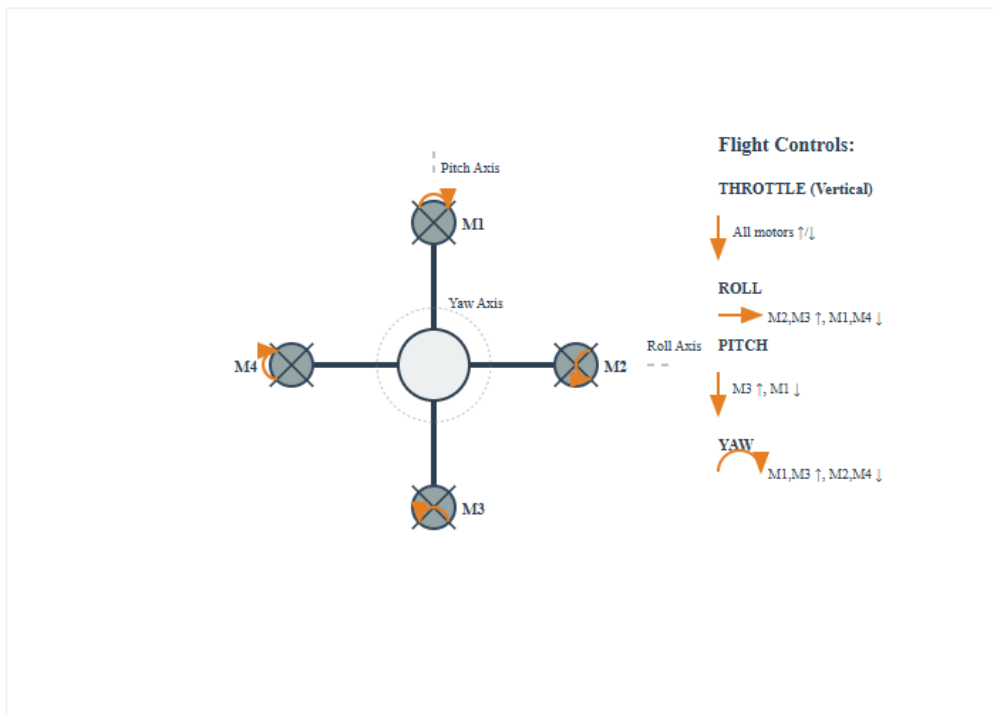 Flight Controls:
Pitch Axis
THROTTLE (Vertical)
M1
All motors ↑/↓
ROLL
Yaw Axis
M2,M3 ↑, M1,M4 ↓
Roll Axis
PITCH
M4
M2
M3 ↑, M1 ↓
YAW
M1,M3 ↑, M2,M4 ↓
M3